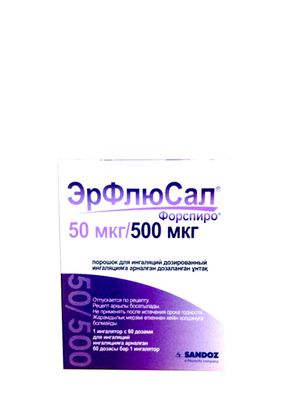 ЭрФлюСал®
Форспиро®
50 мкг/500 мкг
порошок для ингаляций дозированный
ингаляцияға арналған дозаланған ұнтақ
50/500
Отпускается по рецепту.
Рецепт арқылы босатылады.
Не применять после истечения срока годности.
Жарамдылық мерзімі өткеннен кейін қолдануға
болмайды
1 ингалятор с 60 дозами
для ингаляций
ингаляцияға арналған
60 дозасы бар 1 ингалятор
SANDOZ
a Novartis company